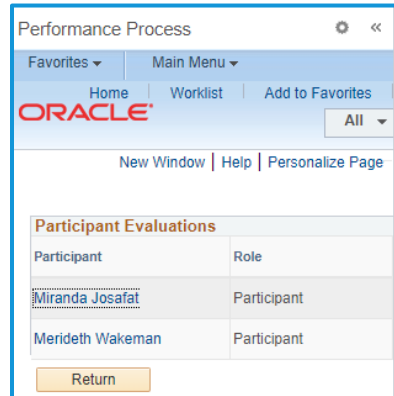 Performance Process
Favorites Main Menu
Home Worklist Add to Favorites
ORACLE
All
New Window | Help | Personalize Page
Participant Evaluations
Participant Role
Miranda Josafat Participant
Merideth Wakeman Participant
Return